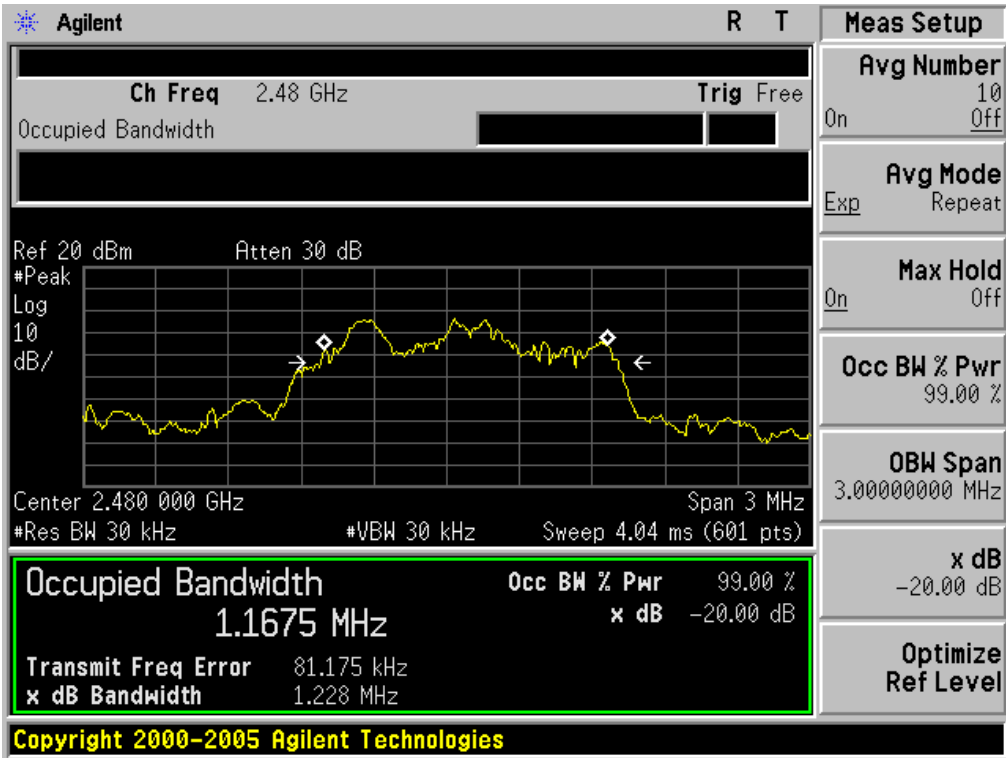 Agilent R T
Ch Freq 2.48 GHz Trig Free
Occupied Bandwidth
Ref 20 dBm Atten 30 dB
#Peak
Log
10
dB/
Center 2.480 000 GHz Span 3 MHz
#Res BW 30 kHz #VBW 30 kHz Sweep 4.04 ms (601 pts)
Occupied Bandwidth
1.1675 MHz
Occ BW % Pwr 99.00 %
x dB -20.00 dB
Transmit Freq Error 81.175 kHz
x dB Bandwidth 1.228 MHz
Copyright 2000-2005 Agilent Technologies
Meas Setup
Avg Number
10
On Off
Avg Mode
Exp Repeat
Max Hold
On Off
Occ BW % Pwr
99.00 %
OBW Span
3.00000000 MHz
x dB
-20.00 dB
Optimize
Ref Level